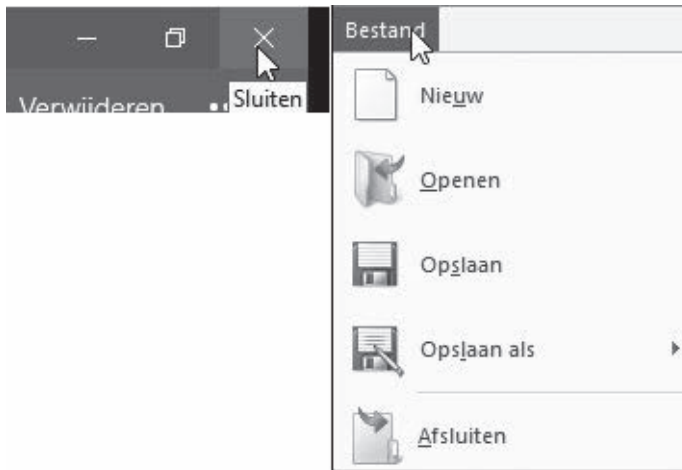 Verwijderen
Sluiten
Bestand
Nieuw
Openen
Opslaan
Opslaan als
Afsluiten